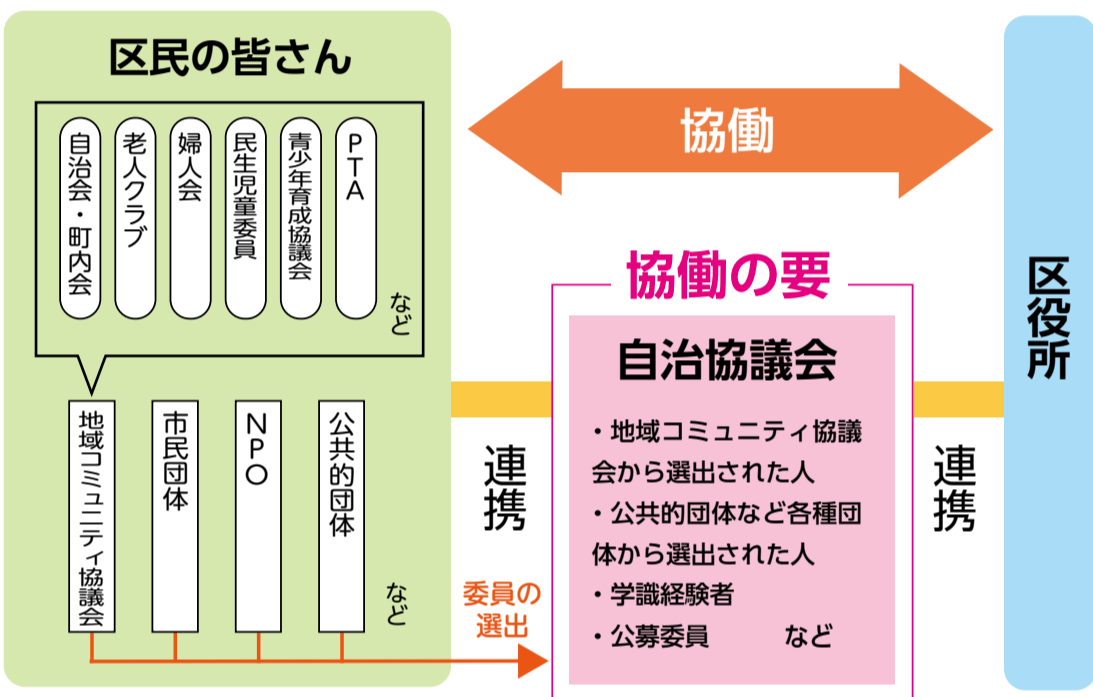 区民の皆さん
自治会・町内会
老人クラブ
婦人会
民生児童委員
青少年育成協議会
PTA
など
地域コミュニティ協議会
市民団体
NPO
公共的団体
など
協働
連携
委員の
選出
協働の要
自治協議会
・地域コミュニティ協議
会から選出された人
・公共的団体など各種団
体から選出された人
・学識経験者
・公募委員 など
連携
区役所